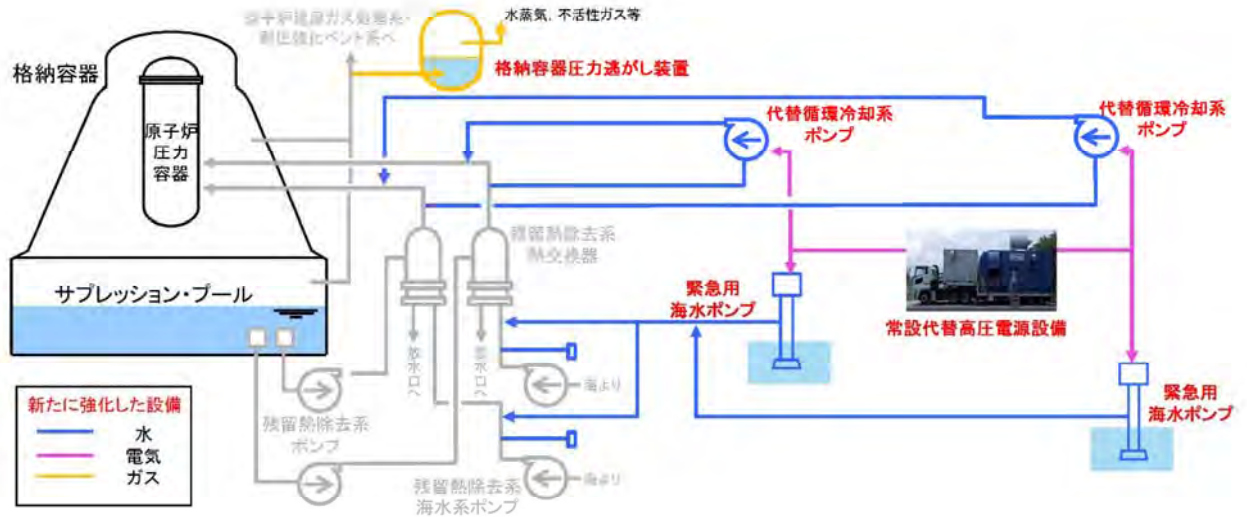 原子炉建屋ガス処理系・
耐圧強化ベント系へ
水蒸気, 不活性ガス等
格納容器圧力逃がし装置
格納容器
原子炉
圧力
容器
代替循環冷却系
ポンプ
代替循環冷却系
ポンプ
残留熱除去系
熱交換器
サプレッション・プール
緊急用
海水ポンプ
常設代替高圧電源設備
放水口へ
放水口へ
海より
残留熱除去系
ポンプ
緊急用
海水ポンプ
海より
残留熱除去系
海水系ポンプ
新たに強化した設備
水
電気
ガス